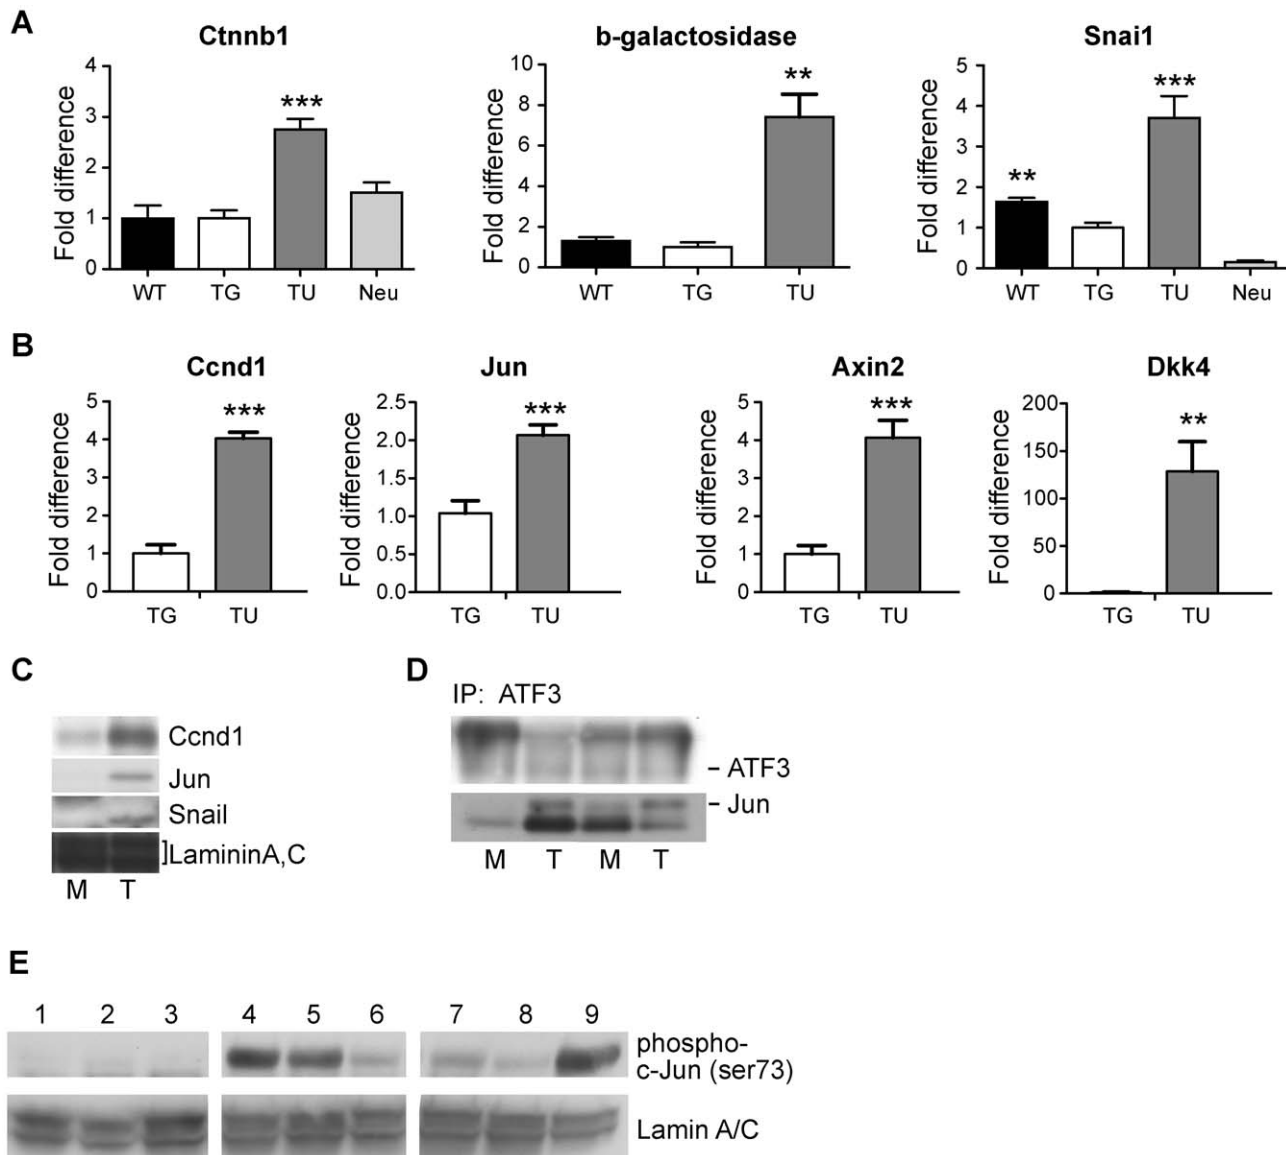 A
Ctnnb1
b-galactosidase
Snai1
Fold difference
4
3
2
1
0
***
WT TG TU Neu
Fold difference
10
8
6
4
2
0
**
WT TG TU
Fold difference
5
4
3
2
1
0
**
***
WT TG TU Neu
B
Ccnd1
Jun
Axin2
Dkk4
Fold difference
5
4
3
2
1
0
***
TG TU
Fold difference
2.5
2.0
1.5
1.0
0.5
0.0
***
TG TU
Fold difference
5
4
3
2
1
0
***
TG TU
Fold difference
200
150
100
50
0
**
TG TU
C
Ccnd1
Jun
Snail
]LamininA,C
M T
D
IP: ATF3
– ATF3
– Jun
M T M T
E
1 2 3 4 5 6 7 8 9
phospho-
c-Jun (ser73)
Lamin A/C